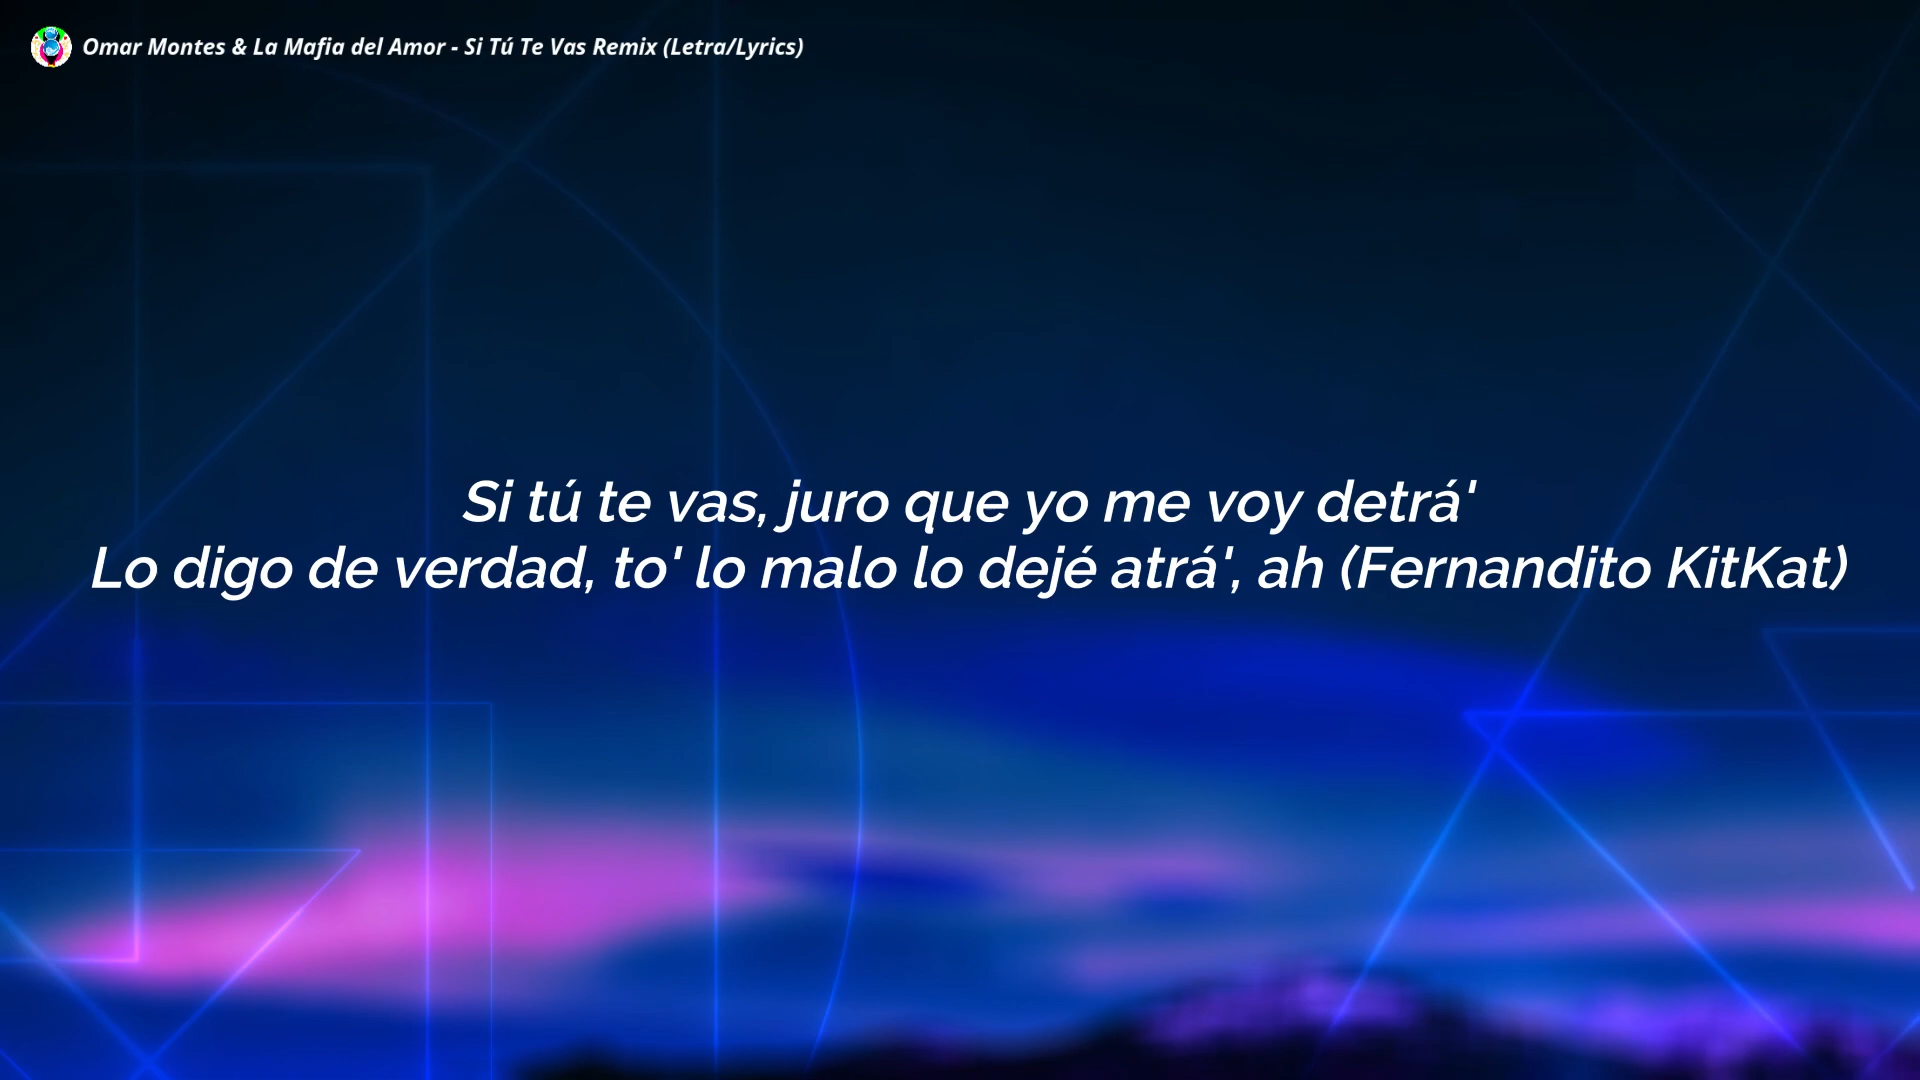 Omar Montes & La Mafia del Amor - Si Tú Te Vas Remix (Letra/Lyrics)
Si tú te vas, juro que yo me voy detrá'
Lo digo de verdad, to' lo malo lo dejé atrá', ah (Fernandito KitKat)